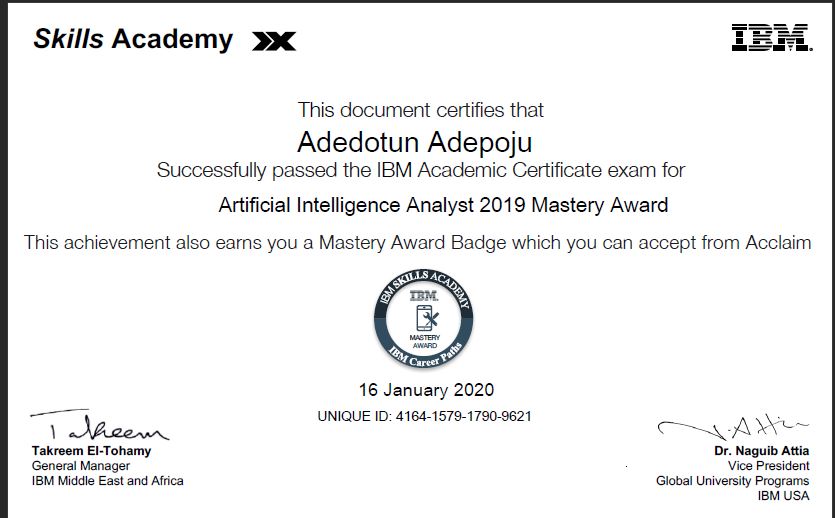 Skills Academy
IBM.
This document certifies that
Adedotun Adepoju
Successfully passed the IBM Academic Certificate exam for
Artificial Intelligence Analyst 2019 Mastery Award
This achievement also earns you a Mastery Award Badge which you can accept from Acclaim
IBM SKILLS ACADEMY
IBM.
MASTERY
AWARD
IBM Career Paths
16 January 2020
UNIQUE ID: 4164-1579-1790-9621
Takreem
Takreem El-Tohamy
General Manager
IBM Middle East and Africa
N. Attia
Dr. Naguib Attia
Vice President
Global University Programs
IBM USA